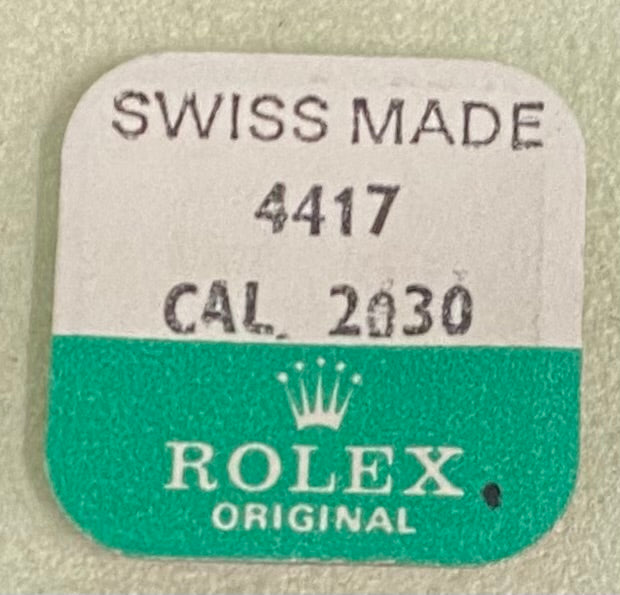 SWISS MADE
4417
CAL. 2030
ROLEX
ORIGINAL